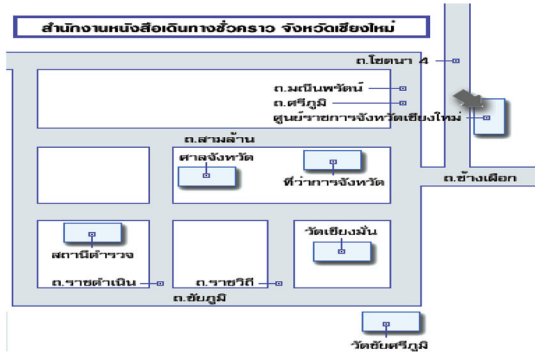 สำนักงานหนังสือเดินทางชั่วคราว จังหวัดเชียงใหม่
ถ.โชตนา 4
ถ.มณีนพรัตน์
ถ.ศรีภูมิ
ศูนย์ราชการจังหวัดเชียงใหม่
ถ.สามล้าน
ศาลจังหวัด
ที่ว่าการจังหวัด
ถ.ช้างเผือก
วัดเชียงมั่น
สถานีตำรวจ
ถ.ราชดำเนิน
ถ.ราชวิถี
ถ.ชัยภูมิ
วัดชัยศรีภูมิ